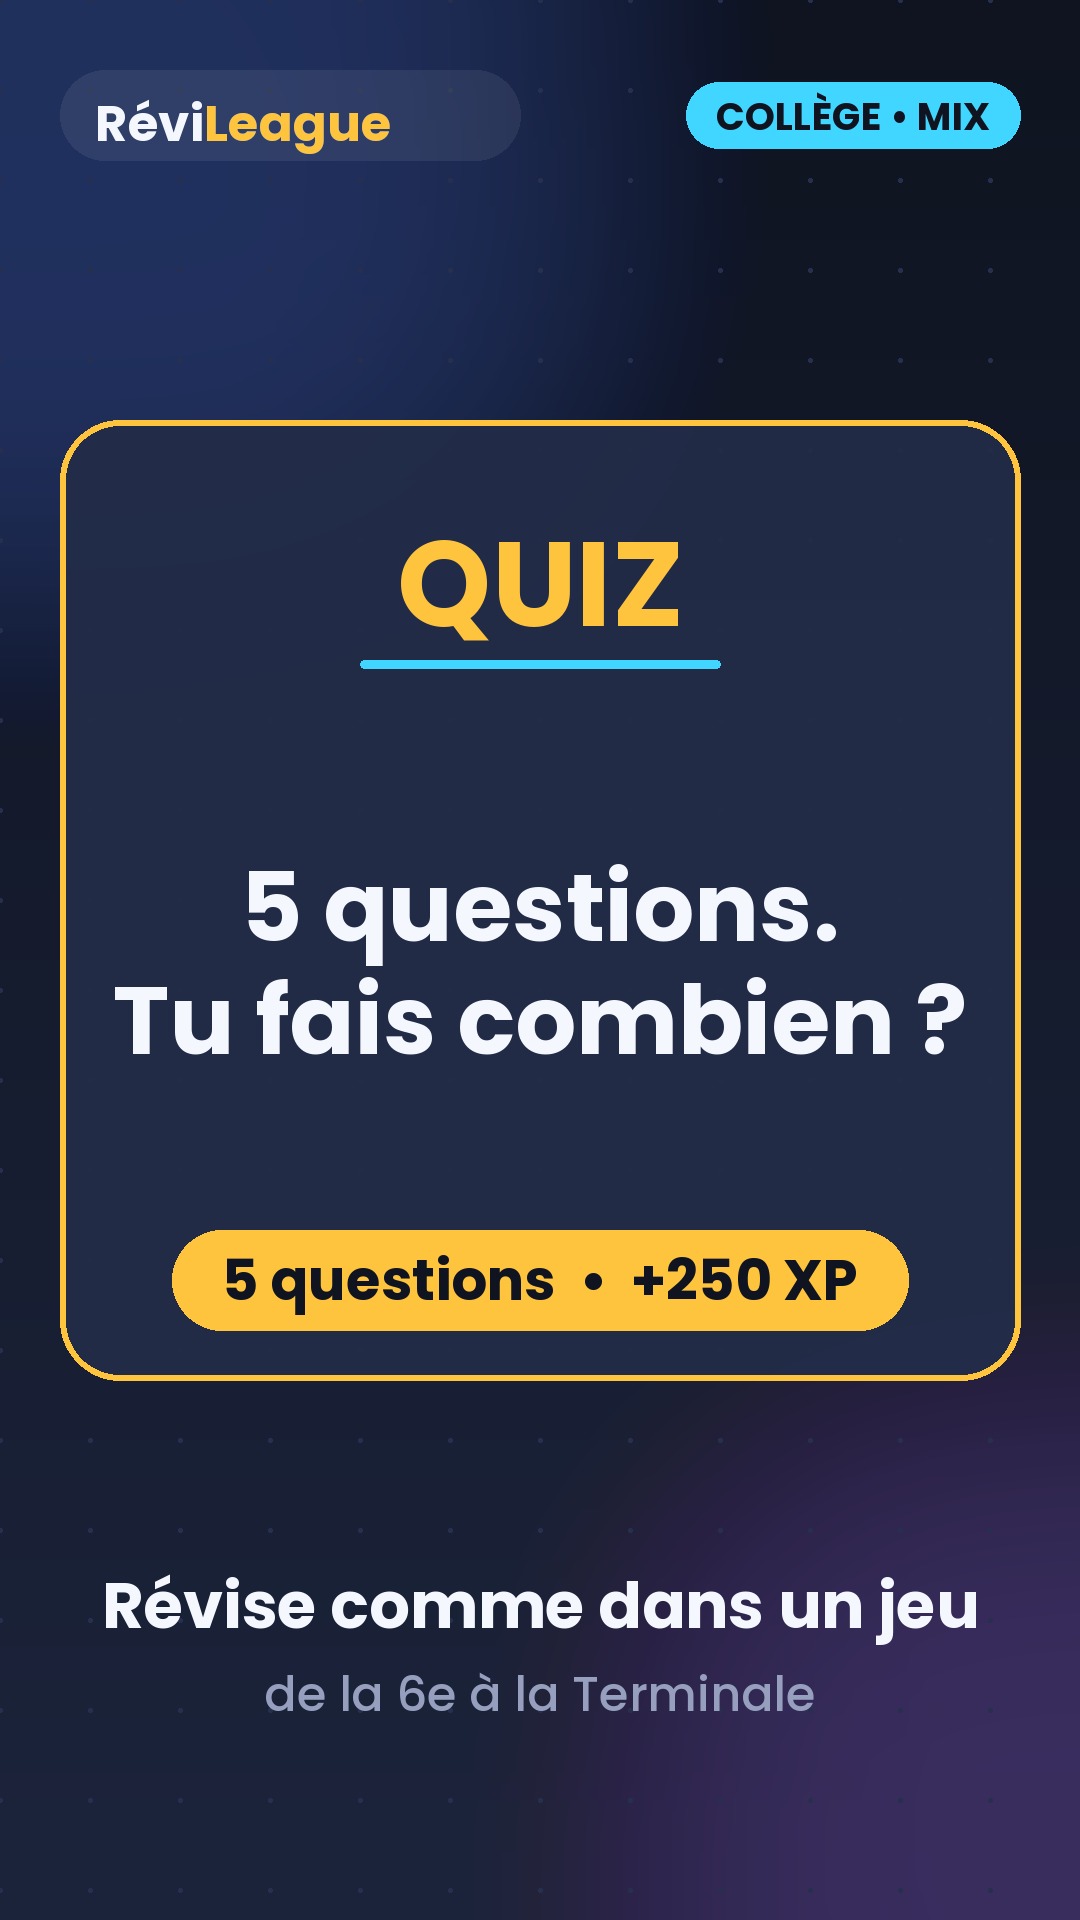 RéviLeague
COLLÈGE • MIX
QUIZ
5 questions.
Tu fais combien ?
5 questions • +250 XP
Révise comme dans un jeu
de la 6e à la Terminale